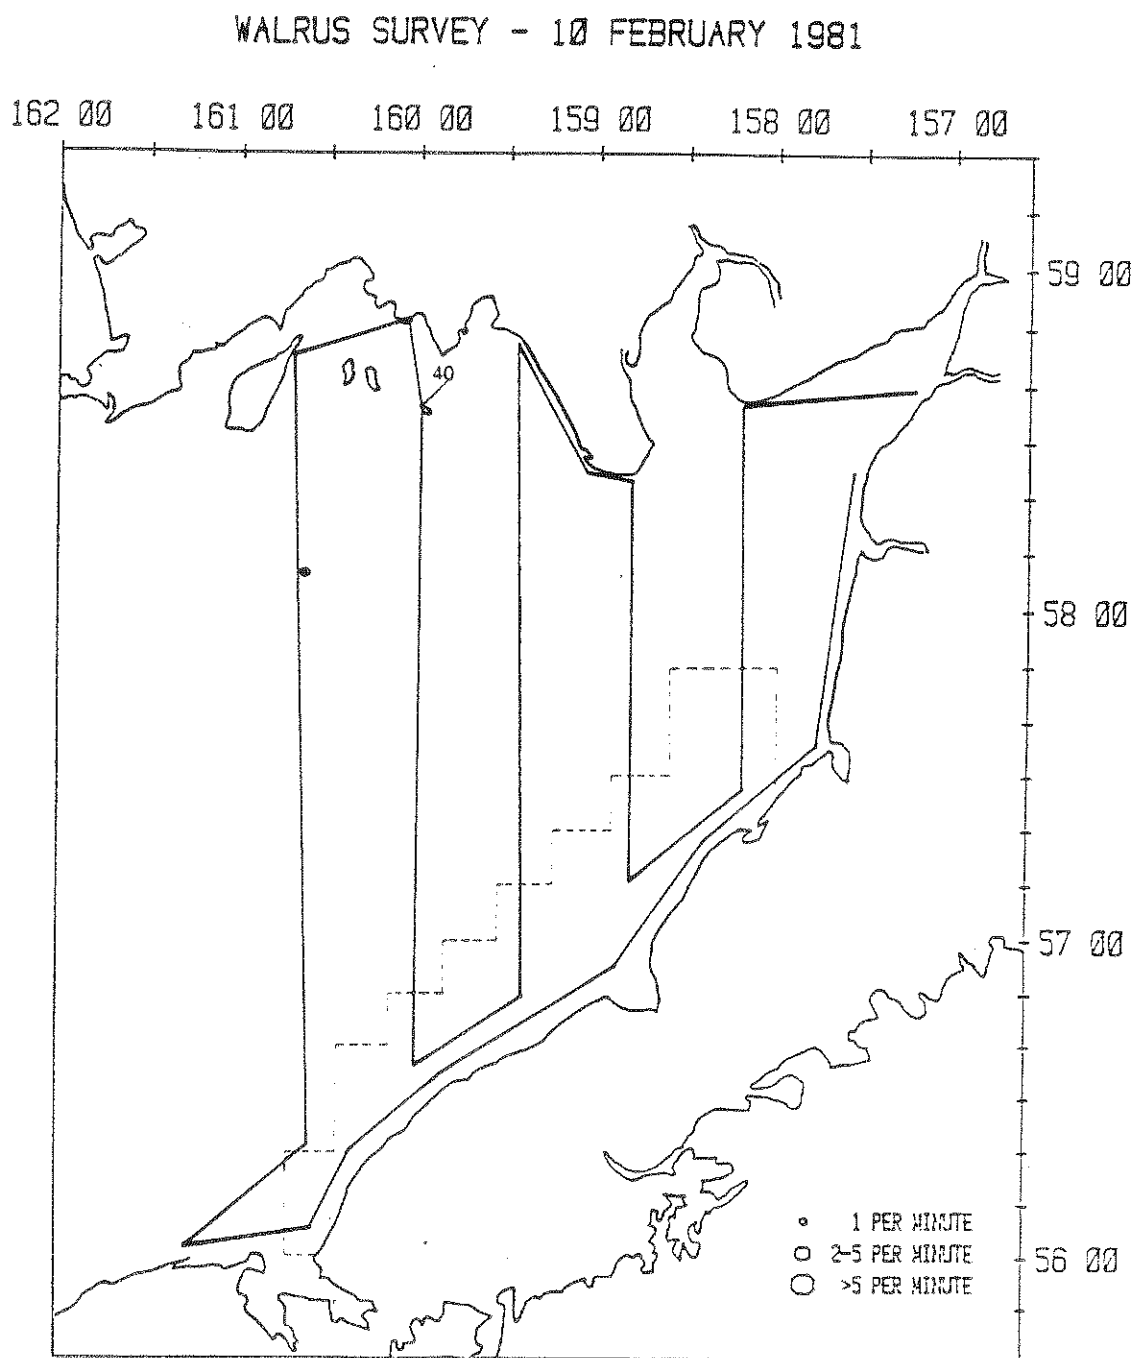 WALRUS SURVEY - 10 FEBRUARY 1981
162 00 161 00 160 00 159 00 158 00 157 00
59 00
40
58 00
57 00
1 PER MINUTE
2-5 PER MINUTE
56 00
>5 PER MINUTE